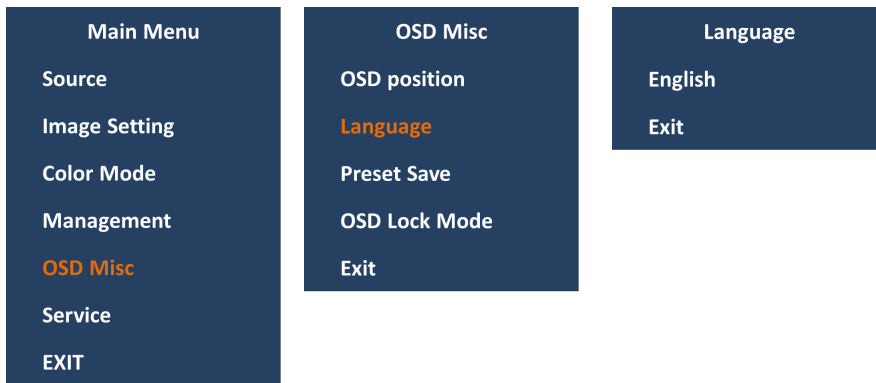 Main Menu
Source
Image Setting
Color Mode
Management
OSD Misc
Service
EXIT
OSD Misc
OSD position
Language
Preset Save
OSD Lock Mode
Exit
Language
English
Exit